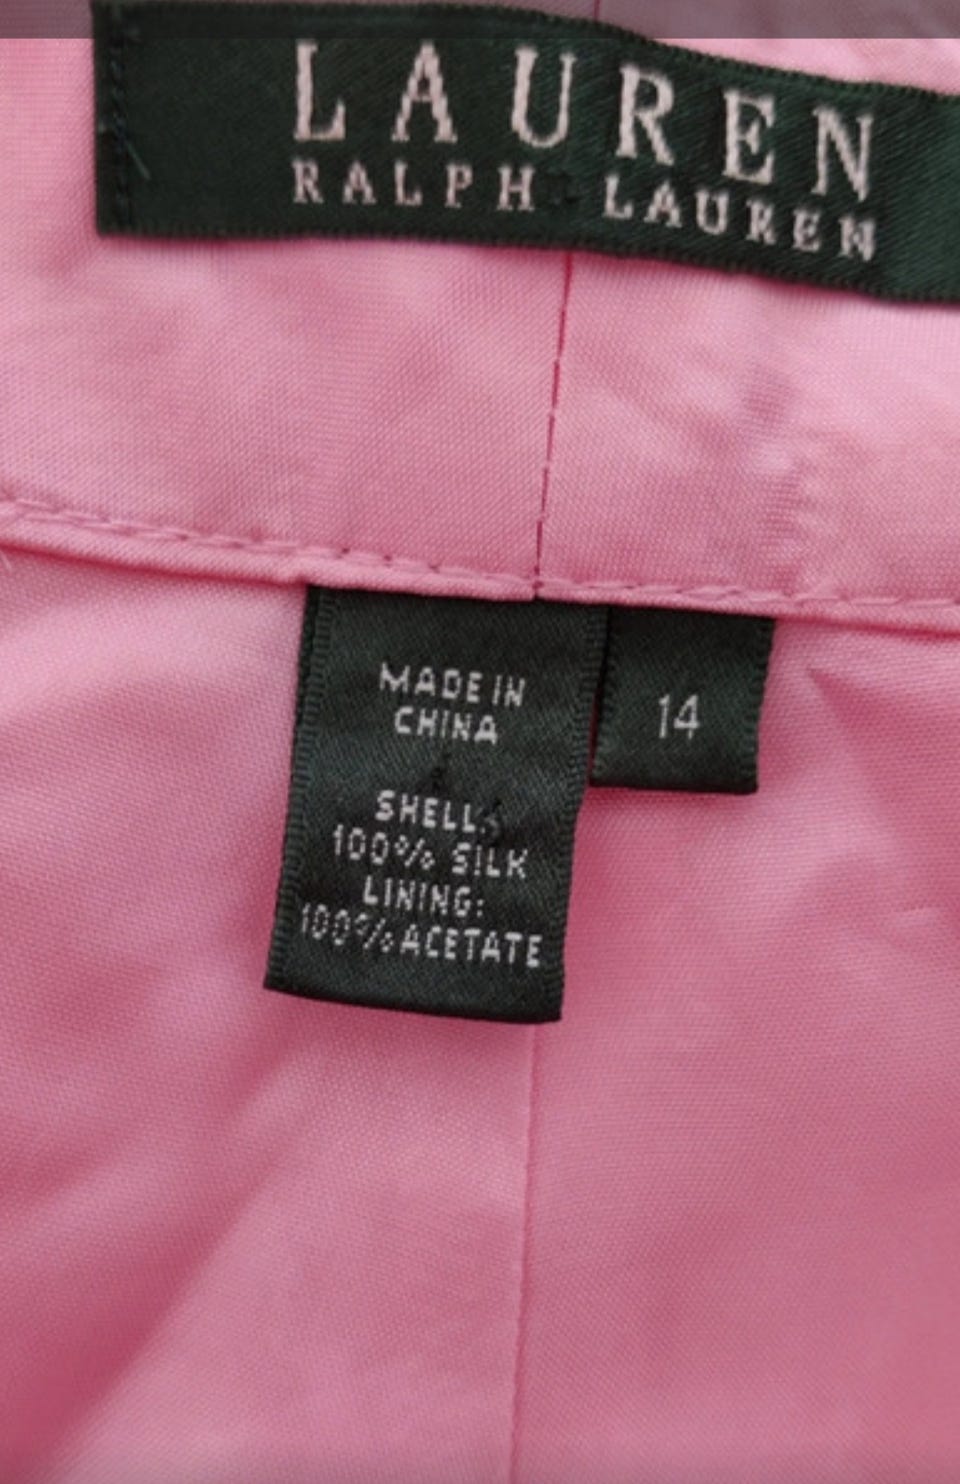 LAUREN
RALPH LAUREN
MADE IN
CHINA
14
SHELL:
100% SILK
LINING:
100% ACETATE